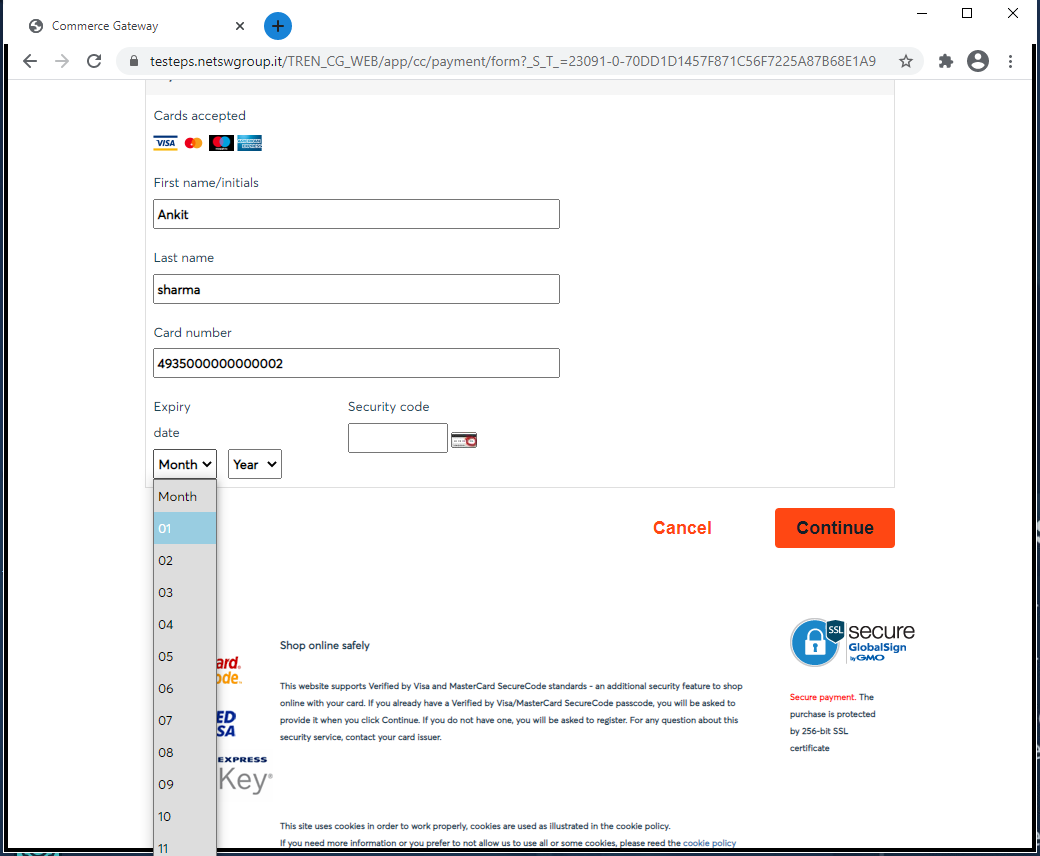 Commerce Gateway
testeps.netswgroup.it/TREN_CG_WEB/app/cc/payment/form?_S_T_=23091-0-70DD1D1457F871C56F7225A87B68E1A9
Cards accepted
VISA
First name/initials
Ankit
Last name
sharma
Card number
4935000000000002
Expiry
date
Security code
Month
Year
Month
01
02
03
04
05
06
07
08
09
10
11
Cancel
Continue
ard.
ode.
ED
SA
EXPRESS
Key®
Shop online safely
This website supports Verified by Visa and MasterCard SecureCode standards - an additional security feature to shop
online with your card. If you already have a Verified by Visa/MasterCard SecureCode passcode, you will be asked to
provide it when you click Continue. If you do not have one, you will be asked to register. For any question about this
security service, contact your card issuer.
SSL
secure
GlobalSign
by GMO
Secure payment. The
purchase is protected
by 256-bit SSL
certificate
This site uses cookies in order to work properly, cookies are used as illustrated in the cookie policy.
If you need more information or you prefer to not allow us to use all or some cookies, please reed the cookie policy